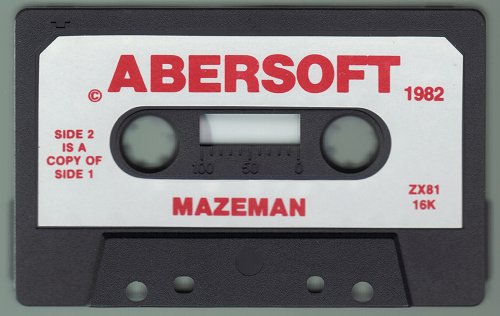 © ABERSOFT
1982
SIDE 2
IS A
COPY OF
SIDE 1
100 50 0
MAZEMAN
ZX81
16K